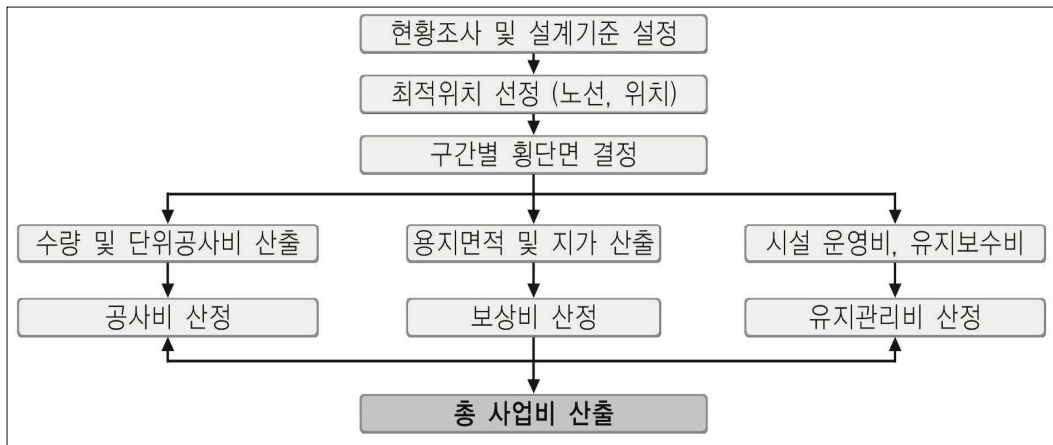 현황조사 및 설계기준 설정
최적위치 선정 (노선, 위치)
구간별 횡단면 결정
수량 및 단위공사비 산출
용지면적 및 지가 산출
시설 운영비, 유지보수비
공사비 산정
보상비 산정
유지관리비 산정
총 사업비 산출